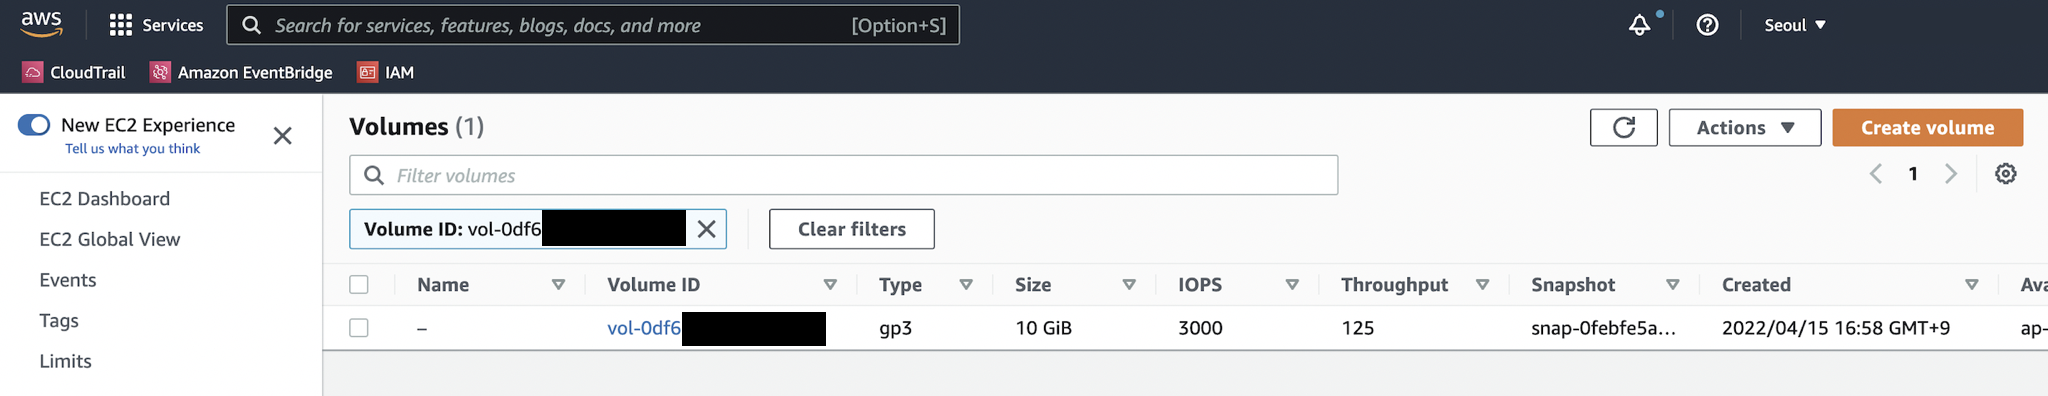 aws
Services
Search for services, features, blogs, docs, and more [Option+S]
Seoul
CloudTrail Amazon EventBridge IAM
New EC2 Experience
Tell us what you think
EC2 Dashboard
EC2 Global View
Events
Tags
Limits
Volumes (1)
Actions
Create volume
Filter volumes
1
Volume ID: vol-0df6
Clear filters
Name Volume ID Type Size IOPS Throughput Snapshot Created Ava
– vol-0df6 gp3 10 GiB 3000 125 snap-0febfe5a... 2022/04/15 16:58 GMT+9 ap-